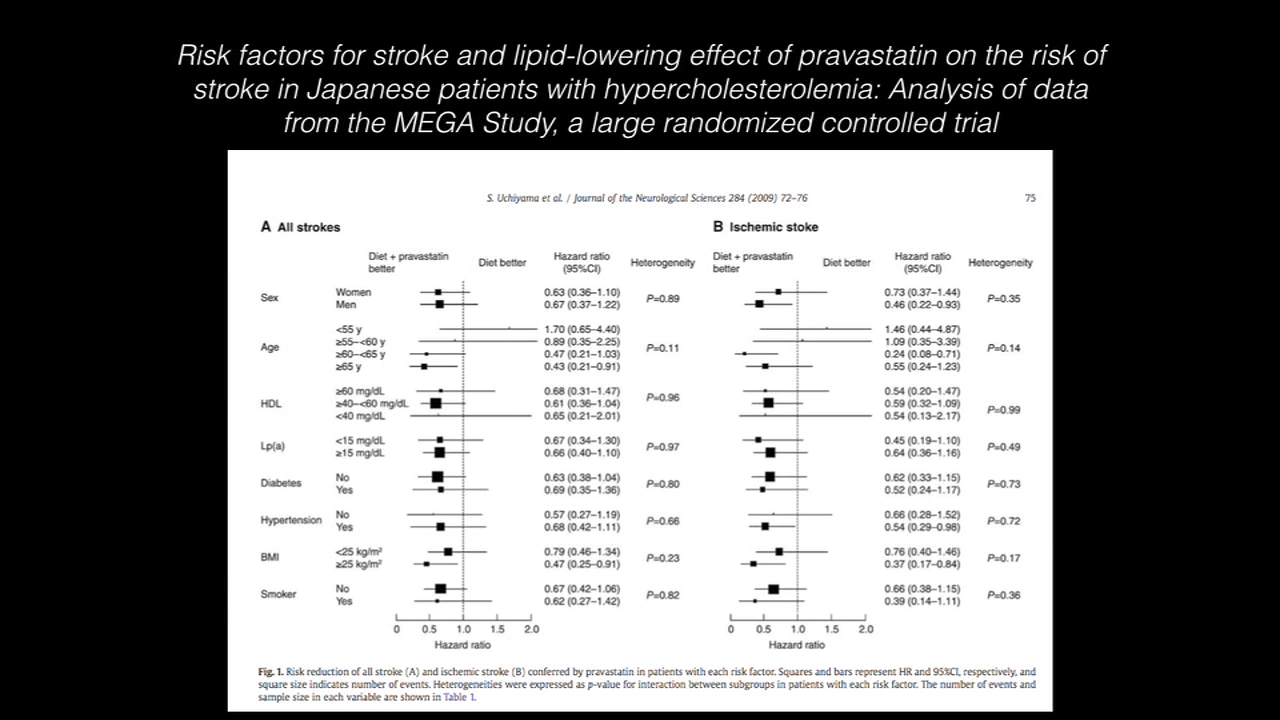 Risk factors for stroke and lipid-lowering effect of pravastatin on the risk of
stroke in Japanese patients with hypercholesterolemia: Analysis of data
from the MEGA Study, a large randomized controlled trial
S. Uchiyama et al. / Journal of the Neurological Sciences 284 (2009) 72–76 75
A All strokes
Diet + pravastatin better Diet better Hazard ratio (95%CI) Heterogeneity
Sex
Women 0.63 (0.36–1.10)
Men 0.67 (0.37–1.22)
P=0.89
Age
<55 y 1.70 (0.65–4.40)
≥55–<60 y 0.89 (0.35–2.25)
≥60–<65 y 0.47 (0.21–1.03)
≥65 y 0.43 (0.21–0.91)
P=0.11
HDL
≥60 mg/dL 0.68 (0.31–1.47)
≥40–<60 mg/dL 0.61 (0.36–1.04)
<40 mg/dL 0.65 (0.21–2.01)
P=0.96
Lp(a)
<15 mg/dL 0.67 (0.34–1.30)
≥15 mg/dL 0.66 (0.40–1.10)
P=0.97
Diabetes
No 0.63 (0.38–1.04)
Yes 0.69 (0.35–1.36)
P=0.80
Hypertension
No 0.57 (0.27–1.19)
Yes 0.68 (0.42–1.11)
P=0.66
BMI
<25 kg/m² 0.79 (0.46–1.34)
≥25 kg/m² 0.47 (0.25–0.91)
P=0.23
Smoker
No 0.67 (0.42–1.06)
Yes 0.62 (0.27–1.42)
P=0.82
0 0.5 1.0 1.5 2.0
Hazard ratio
B Ischemic stoke
Diet + pravastatin better Diet better Hazard ratio (95%CI) Heterogeneity
0.73 (0.37–1.44)
0.46 (0.22–0.93)
P=0.35
1.46 (0.44–4.87)
1.09 (0.35–3.39)
0.24 (0.08–0.71)
0.55 (0.24–1.23)
P=0.14
0.54 (0.20–1.47)
0.59 (0.32–1.09)
0.54 (0.13–2.17)
P=0.99
0.45 (0.19–1.10)
0.64 (0.36–1.16)
P=0.49
0.62 (0.33–1.15)
0.52 (0.24–1.17)
P=0.73
0.66 (0.28–1.52)
0.54 (0.29–0.98)
P=0.72
0.76 (0.40–1.46)
0.37 (0.17–0.84)
P=0.17
0.66 (0.38–1.15)
0.39 (0.14–1.11)
P=0.36
0 0.5 1.0 1.5 2.0
Hazard ratio
Fig. 1. Risk reduction of all stroke (A) and ischemic stroke (B) conferred by pravastatin in patients with each risk factor. Squares and bars represent HR and 95%CI, respectively, and
square size indicates number of events. Heterogeneities were expressed as p-value for interaction between subgroups in patients with each risk factor. The number of events and
sample size in each variable are shown in Table 1.